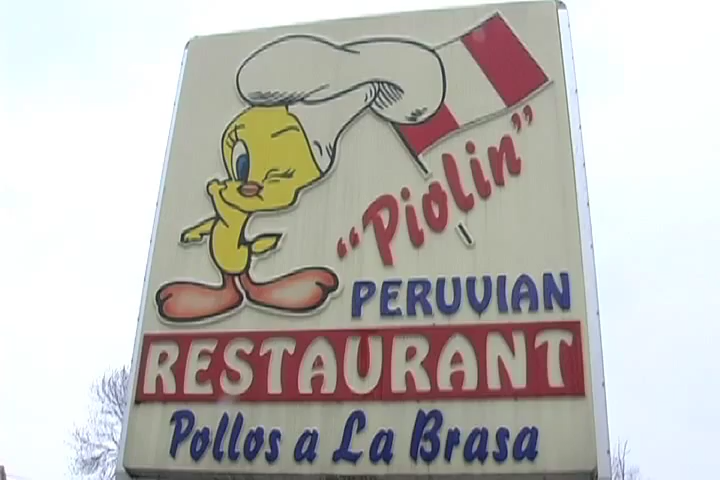 "Piolin"
PERUVIAN
RESTAURANT
Pollos a La Brasa